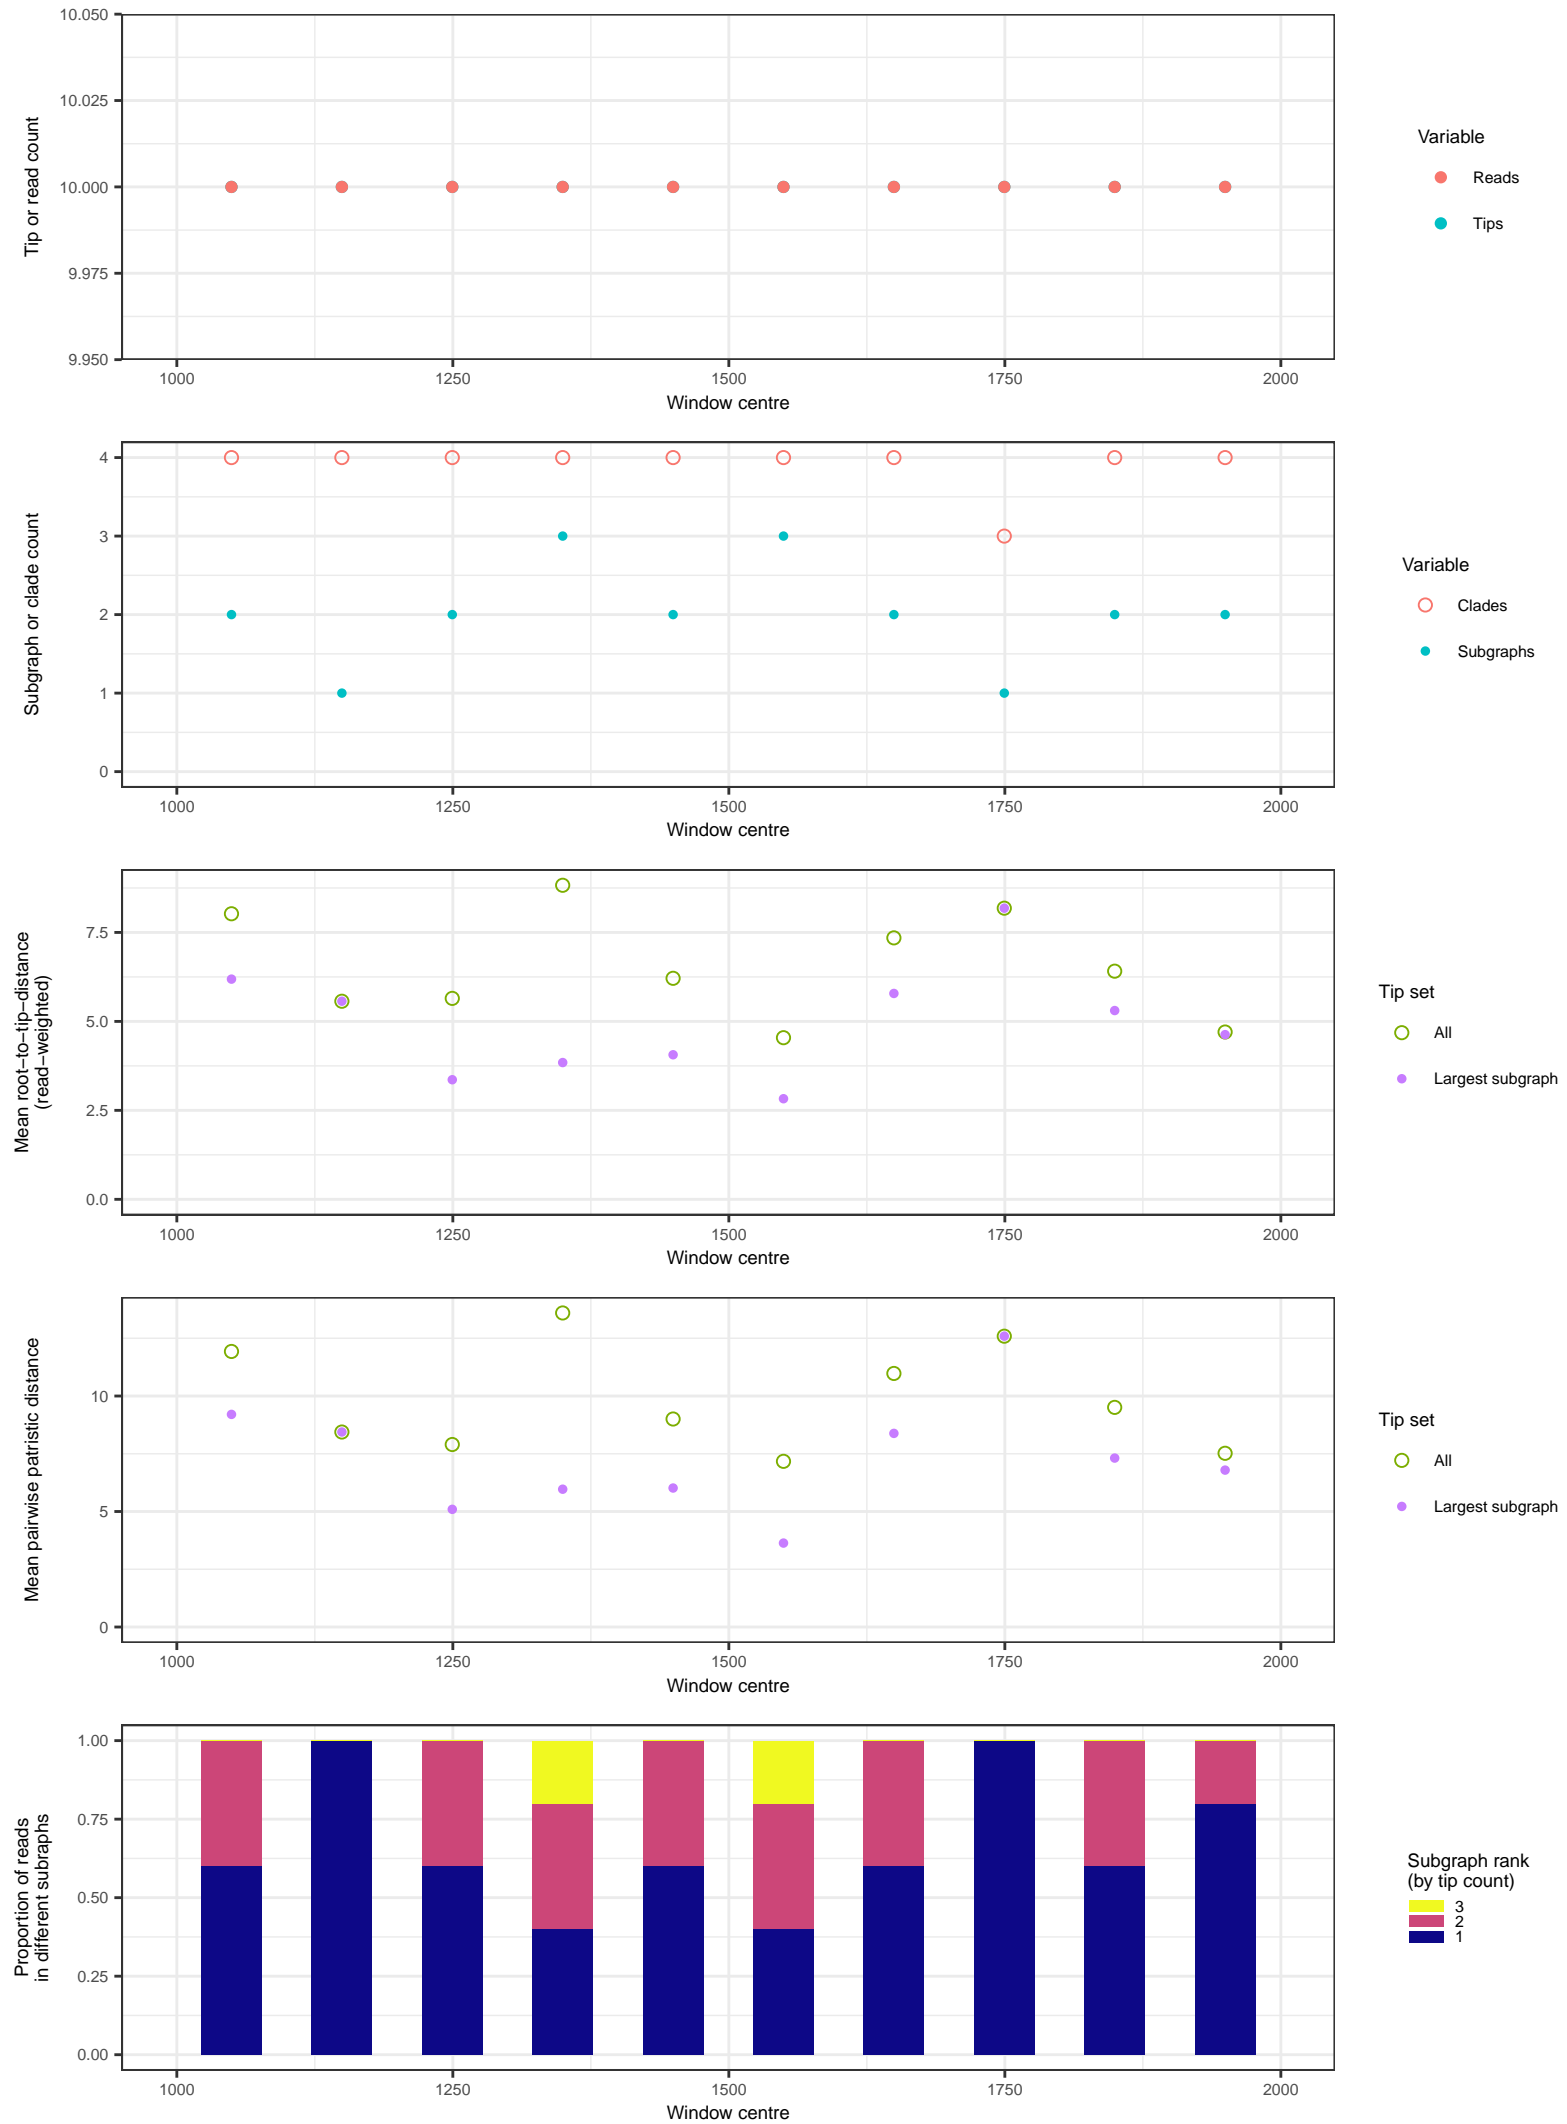 10.050
10.025
10.000
9.975
9.950
Tip or read count
1000 1250 1500 1750 2000
Window centre
Variable
Reads
Tips
4
3
2
1
0
Subgraph or clade count
1000 1250 1500 1750 2000
Window centre
Variable
Clades
Subgraphs
7.5
5.0
2.5
0.0
Mean root−to−tip−distance
(read−weighted)
1000 1250 1500 1750 2000
Window centre
Tip set
All
Largest subgraph
10
5
0
Mean pairwise patristic distance
1000 1250 1500 1750 2000
Window centre
Tip set
All
Largest subgraph
1.00
0.75
0.50
0.25
0.00
Proportion of reads
in different subraphs
1000 1250 1500 1750 2000
Window centre
Subgraph rank
(by tip count)
3
2
1